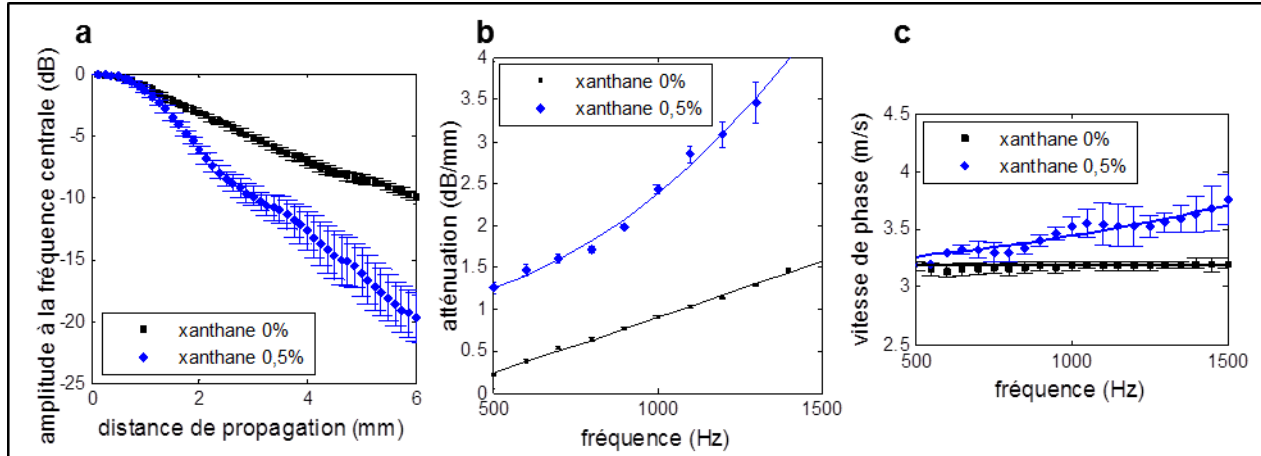 a
amplitude à la fréquence centrale (dB)
0
-5
-10
-15
-20
-25
xanthane 0%
xanthane 0,5%
0 2 4 6
distance de propagation (mm)
b
atténuation (dB/mm)
4
3.5
3
2.5
2
1.5
1
0.5
0
xanthane 0%
xanthane 0,5%
500 1000 1500
fréquence (Hz)
c
vitesse de phase (m/s)
4.5
4
3.5
3
2.5
xanthane 0%
xanthane 0,5%
500 1000 1500
fréquence (Hz)